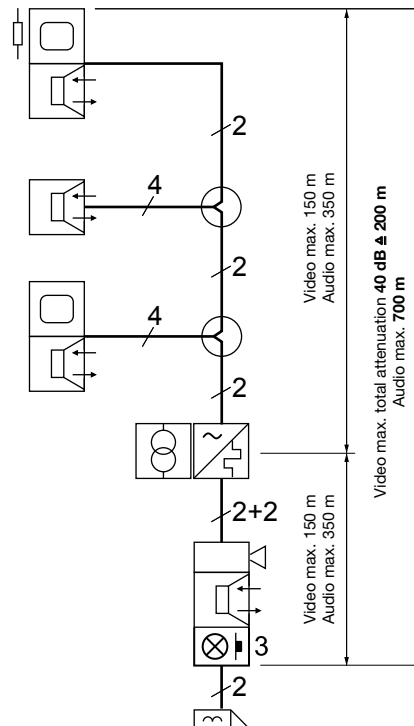 2
4
2
4
2
2+2
3
2
Video max. 150 m
Audio max. 350 m
Video max. 150 m
Audio max. 350 m
Video max. total attenuation 40 dB ≙ 200 m
Audio max. 700 m